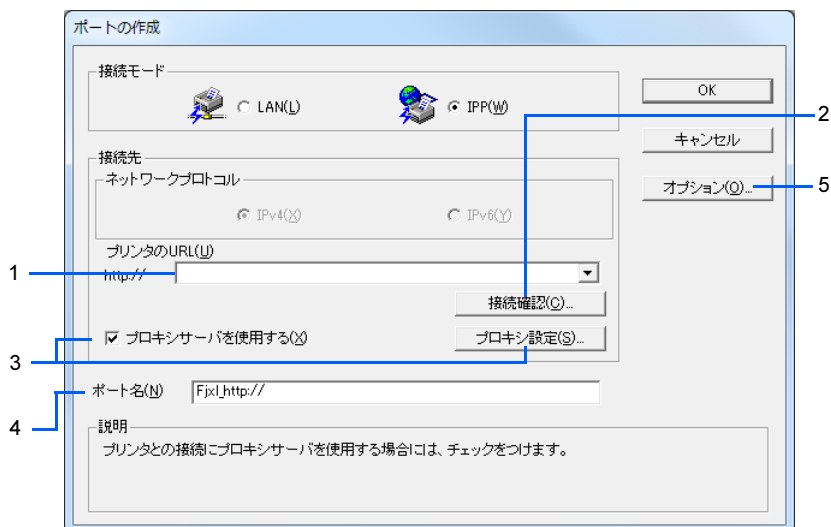 ポートの作成
接続モード
LAN(L)
IPP(W)
OK
2
キャンセル
接続先
ネットワークプロトコル
オプション(O)...
5
IPv4(X)
IPv6(Y)
プリンタのURL(U)
1
http://
接続確認(C)...
プロキシサーバを使用する(X)
プロキシ設定(S)...
3
ポート名(N)
Fjxl_http://
4
説明
プリンタとの接続にプロキシサーバを使用する場合には、チェックをつけます。